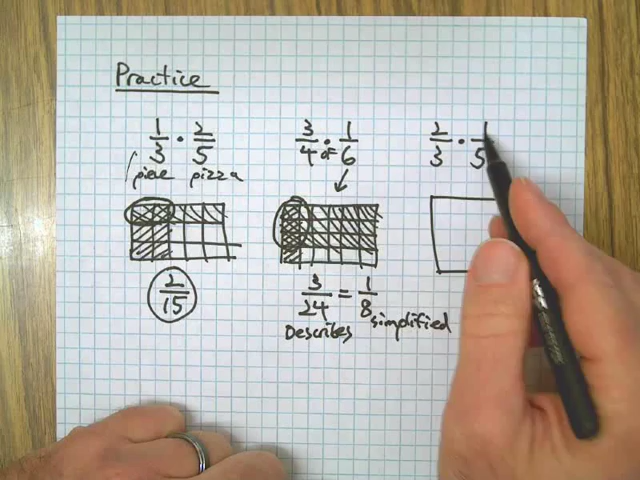 Practice
1/3 · 2/5
piece pizza
2/15
3/4 · 1/6
of
3/24 = 1/8
Describes simplified
2/3 · 1/5